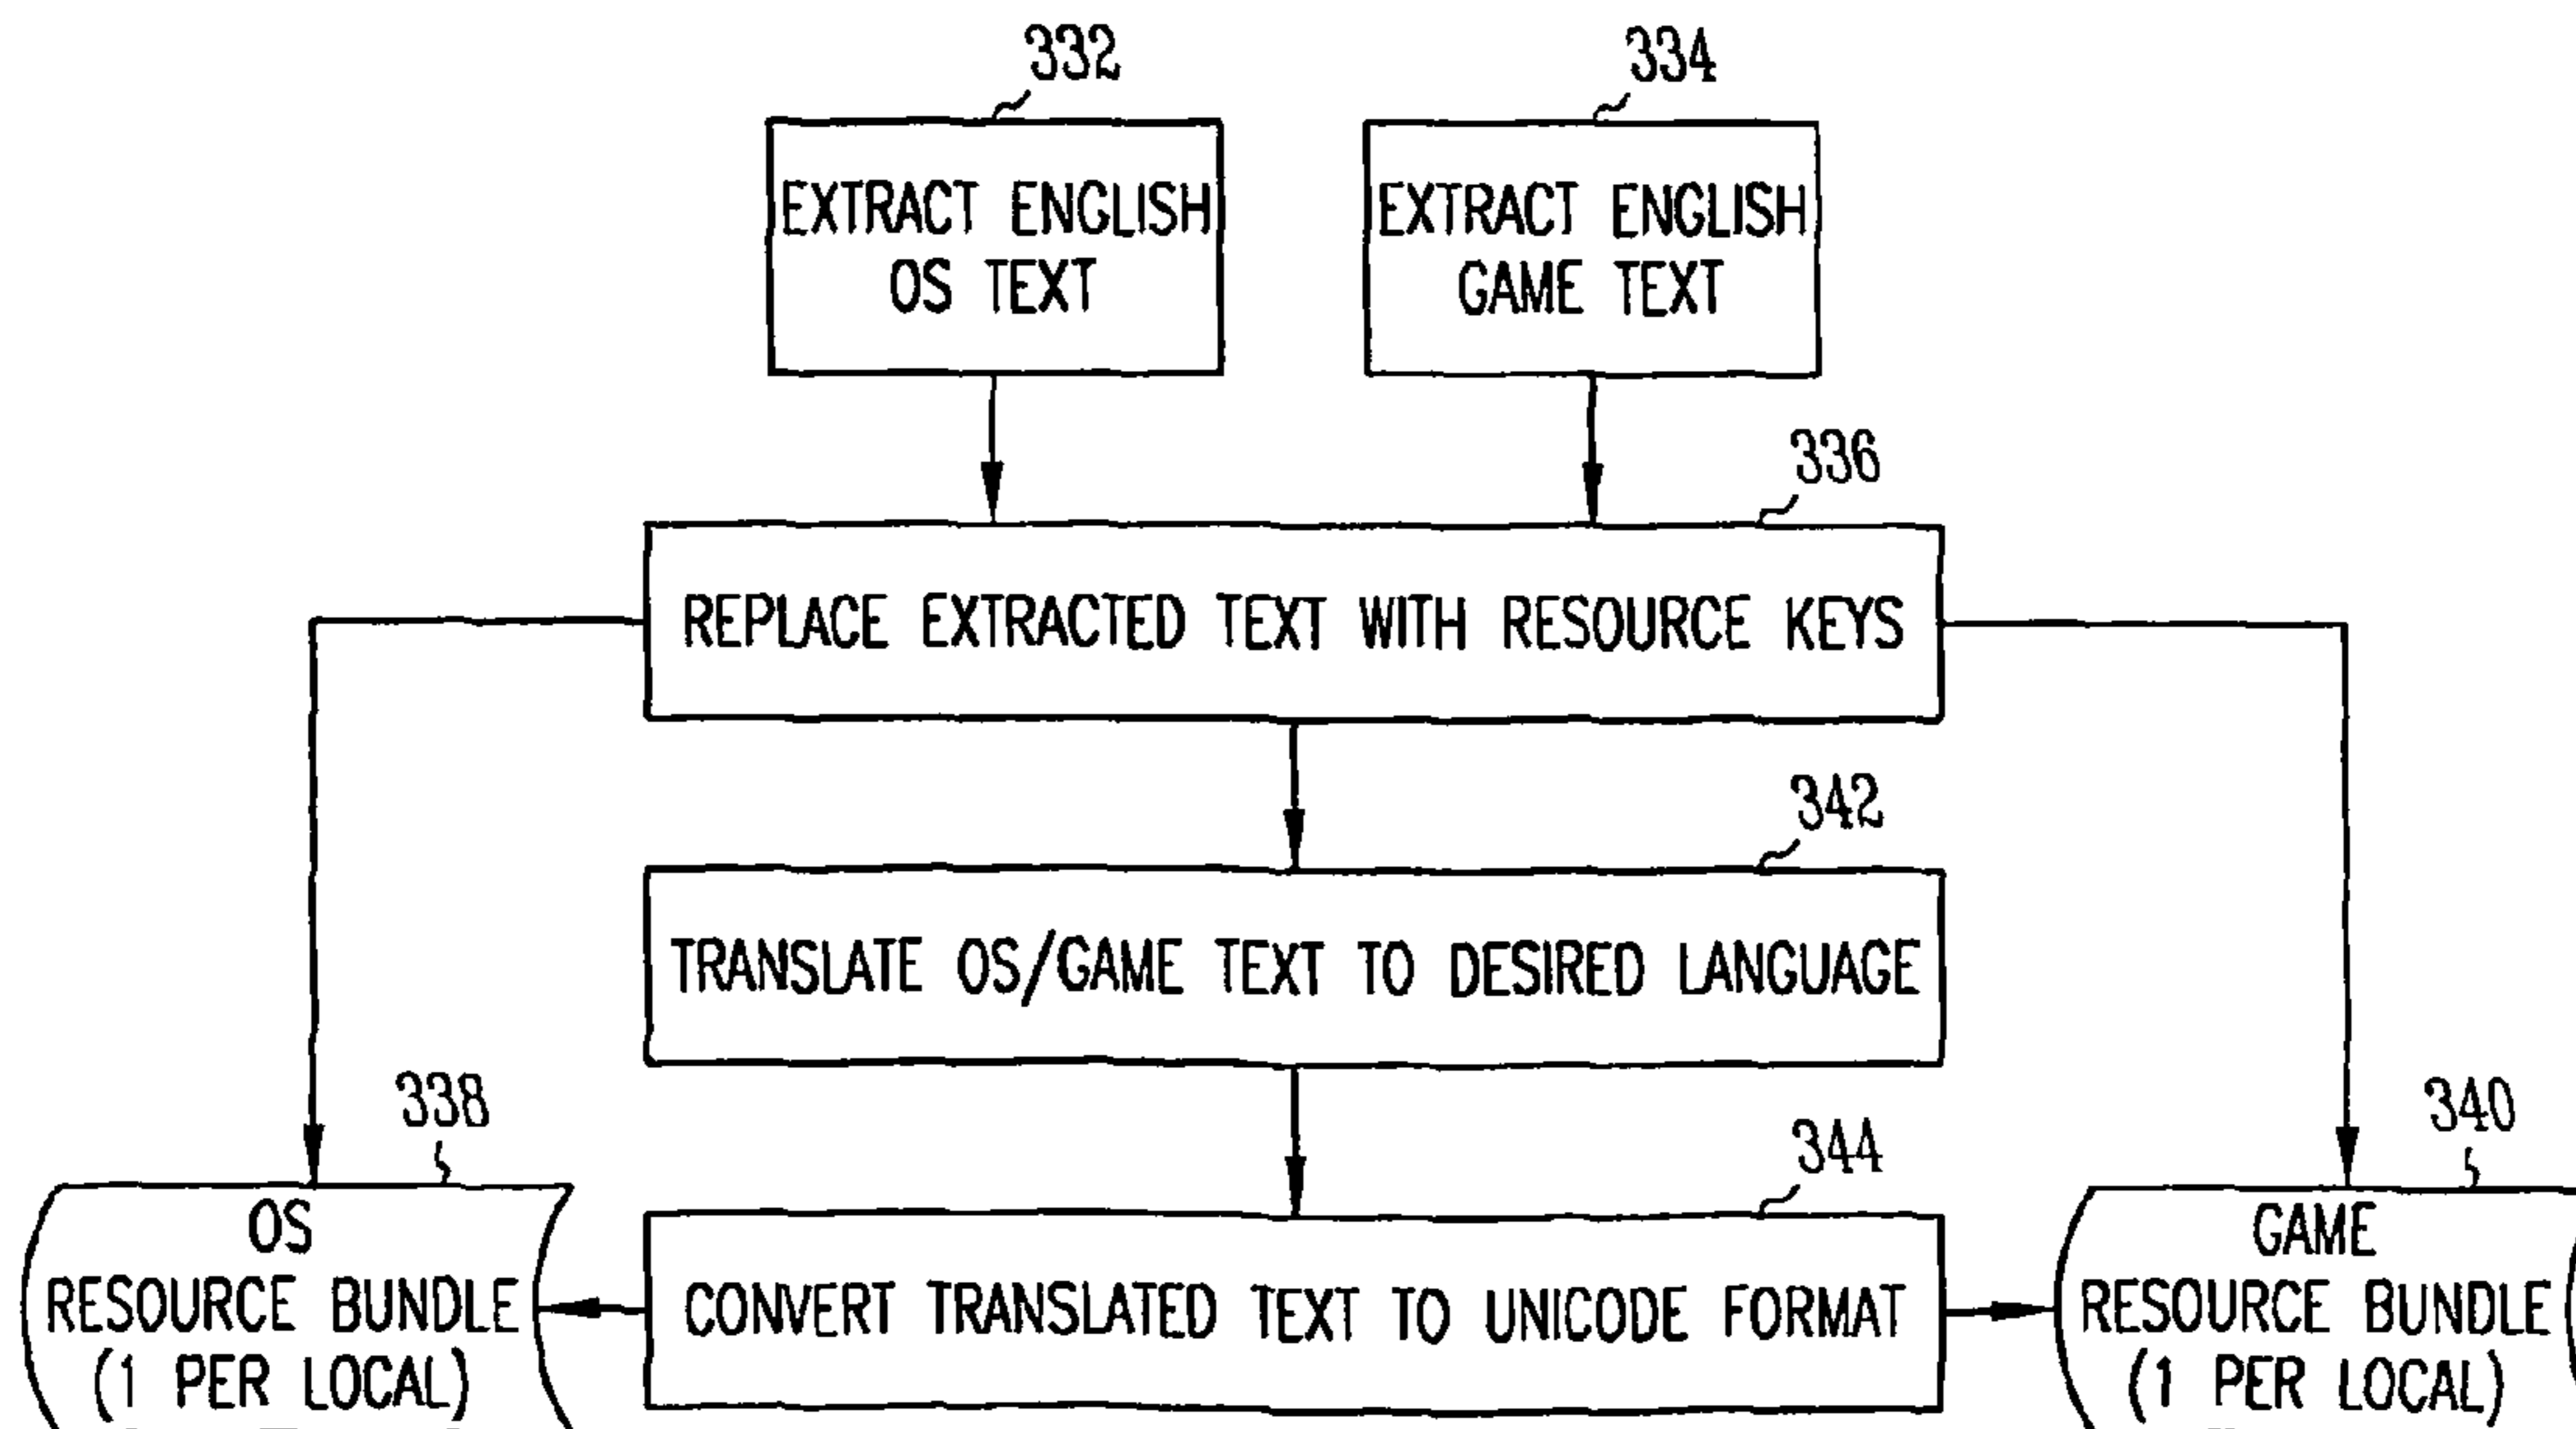 332
334
EXTRACT ENGLISH
OS TEXT
EXTRACT ENGLISH
GAME TEXT
336
REPLACE EXTRACTED TEXT WITH RESOURCE KEYS
342
TRANSLATE OS/GAME TEXT TO DESIRED LANGUAGE
338
344
340
OS
RESOURCE BUNDLE
(1 PER LOCAL)
CONVERT TRANSLATED TEXT TO UNICODE FORMAT
GAME
RESOURCE BUNDLE
(1 PER LOCAL)